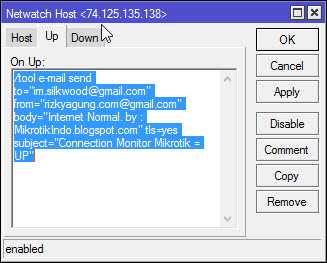 Netwatch Host <74.125.135.138>
Host
Up
Down
On Up:
/tool e-mail send
to="im.silkwood@gmail.com"
from="rizkyagung.com@gmail.com"
body="Internet Normal. by :
MikrotikIndo.blogspot.com" tls=yes
subject="Connection Monitor Mikrotik =
UP"
OK
Cancel
Apply
Disable
Comment
Copy
Remove
enabled